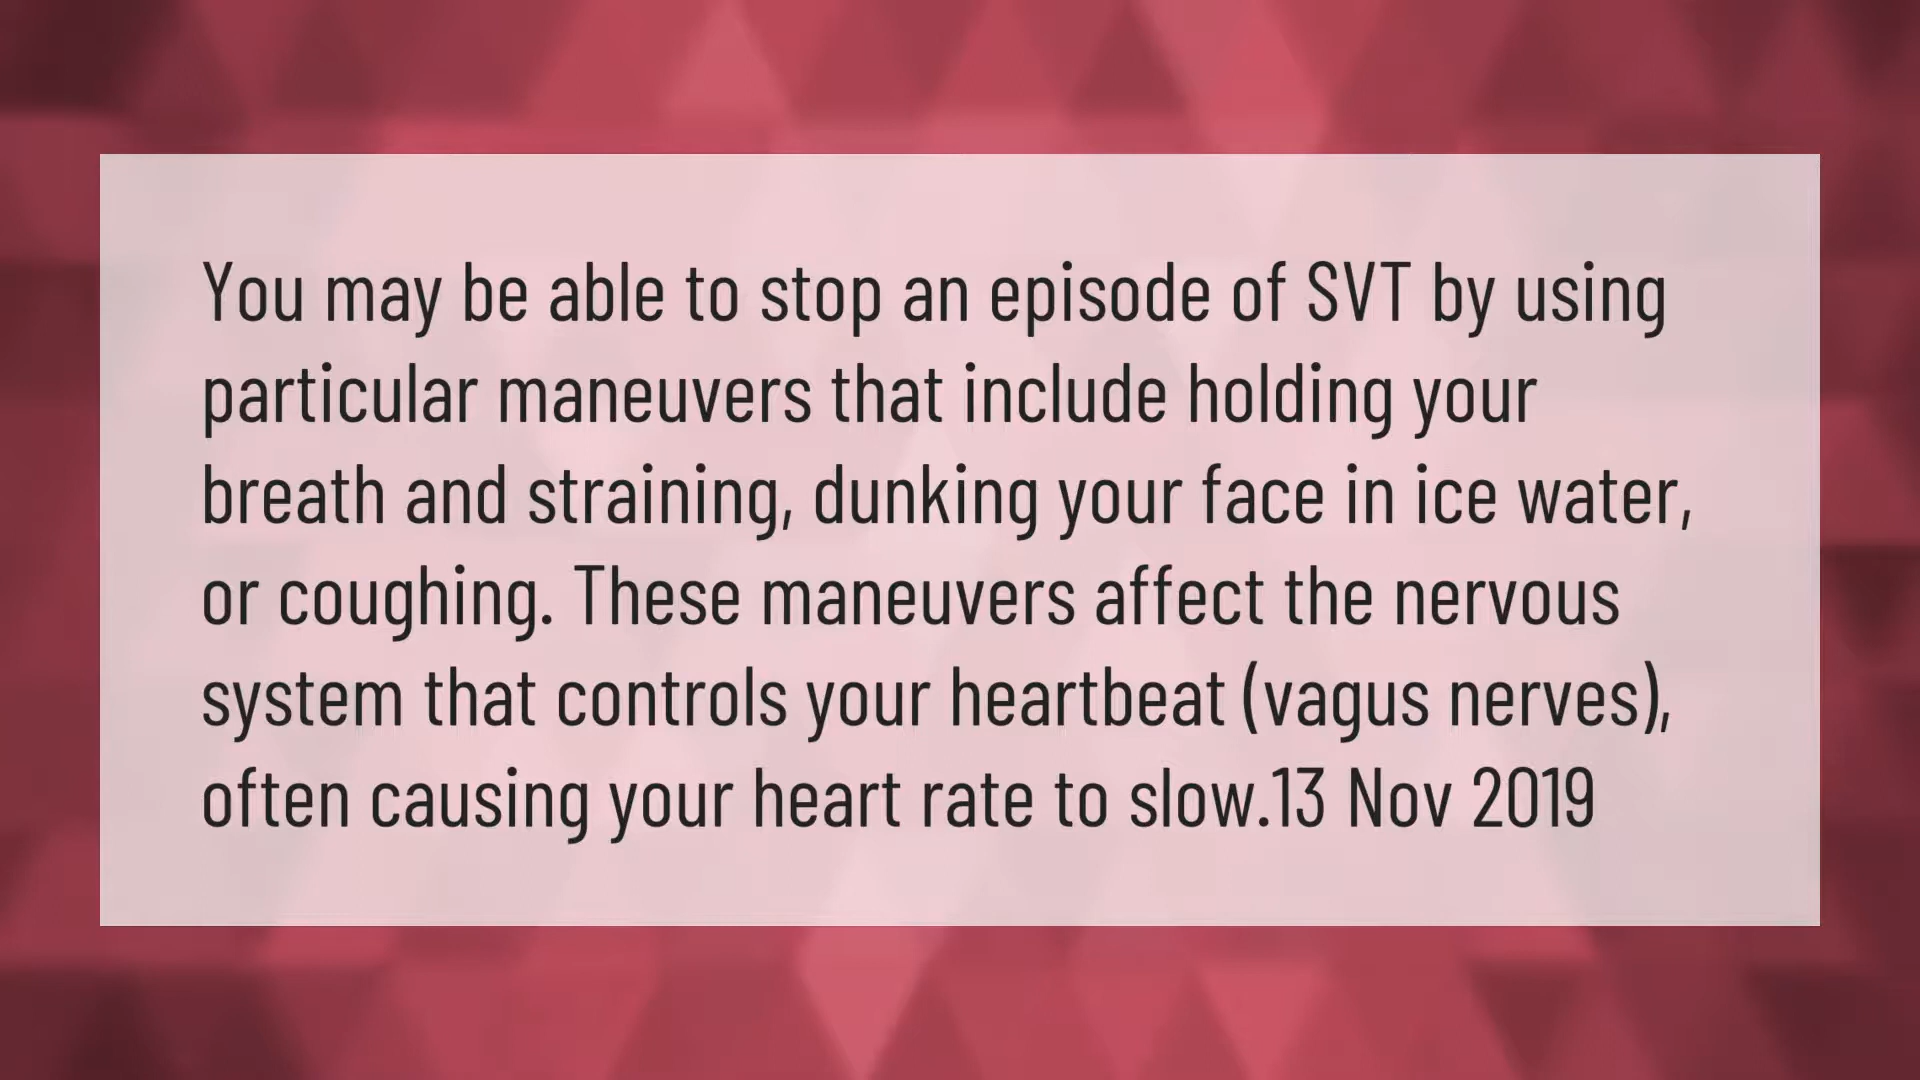 You may be able to stop an episode of SVT by using
particular maneuvers that include holding your
breath and straining, dunking your face in ice water,
or coughing. These maneuvers affect the nervous
system that controls your heartbeat (vagus nerves),
often causing your heart rate to slow.13 Nov 2019